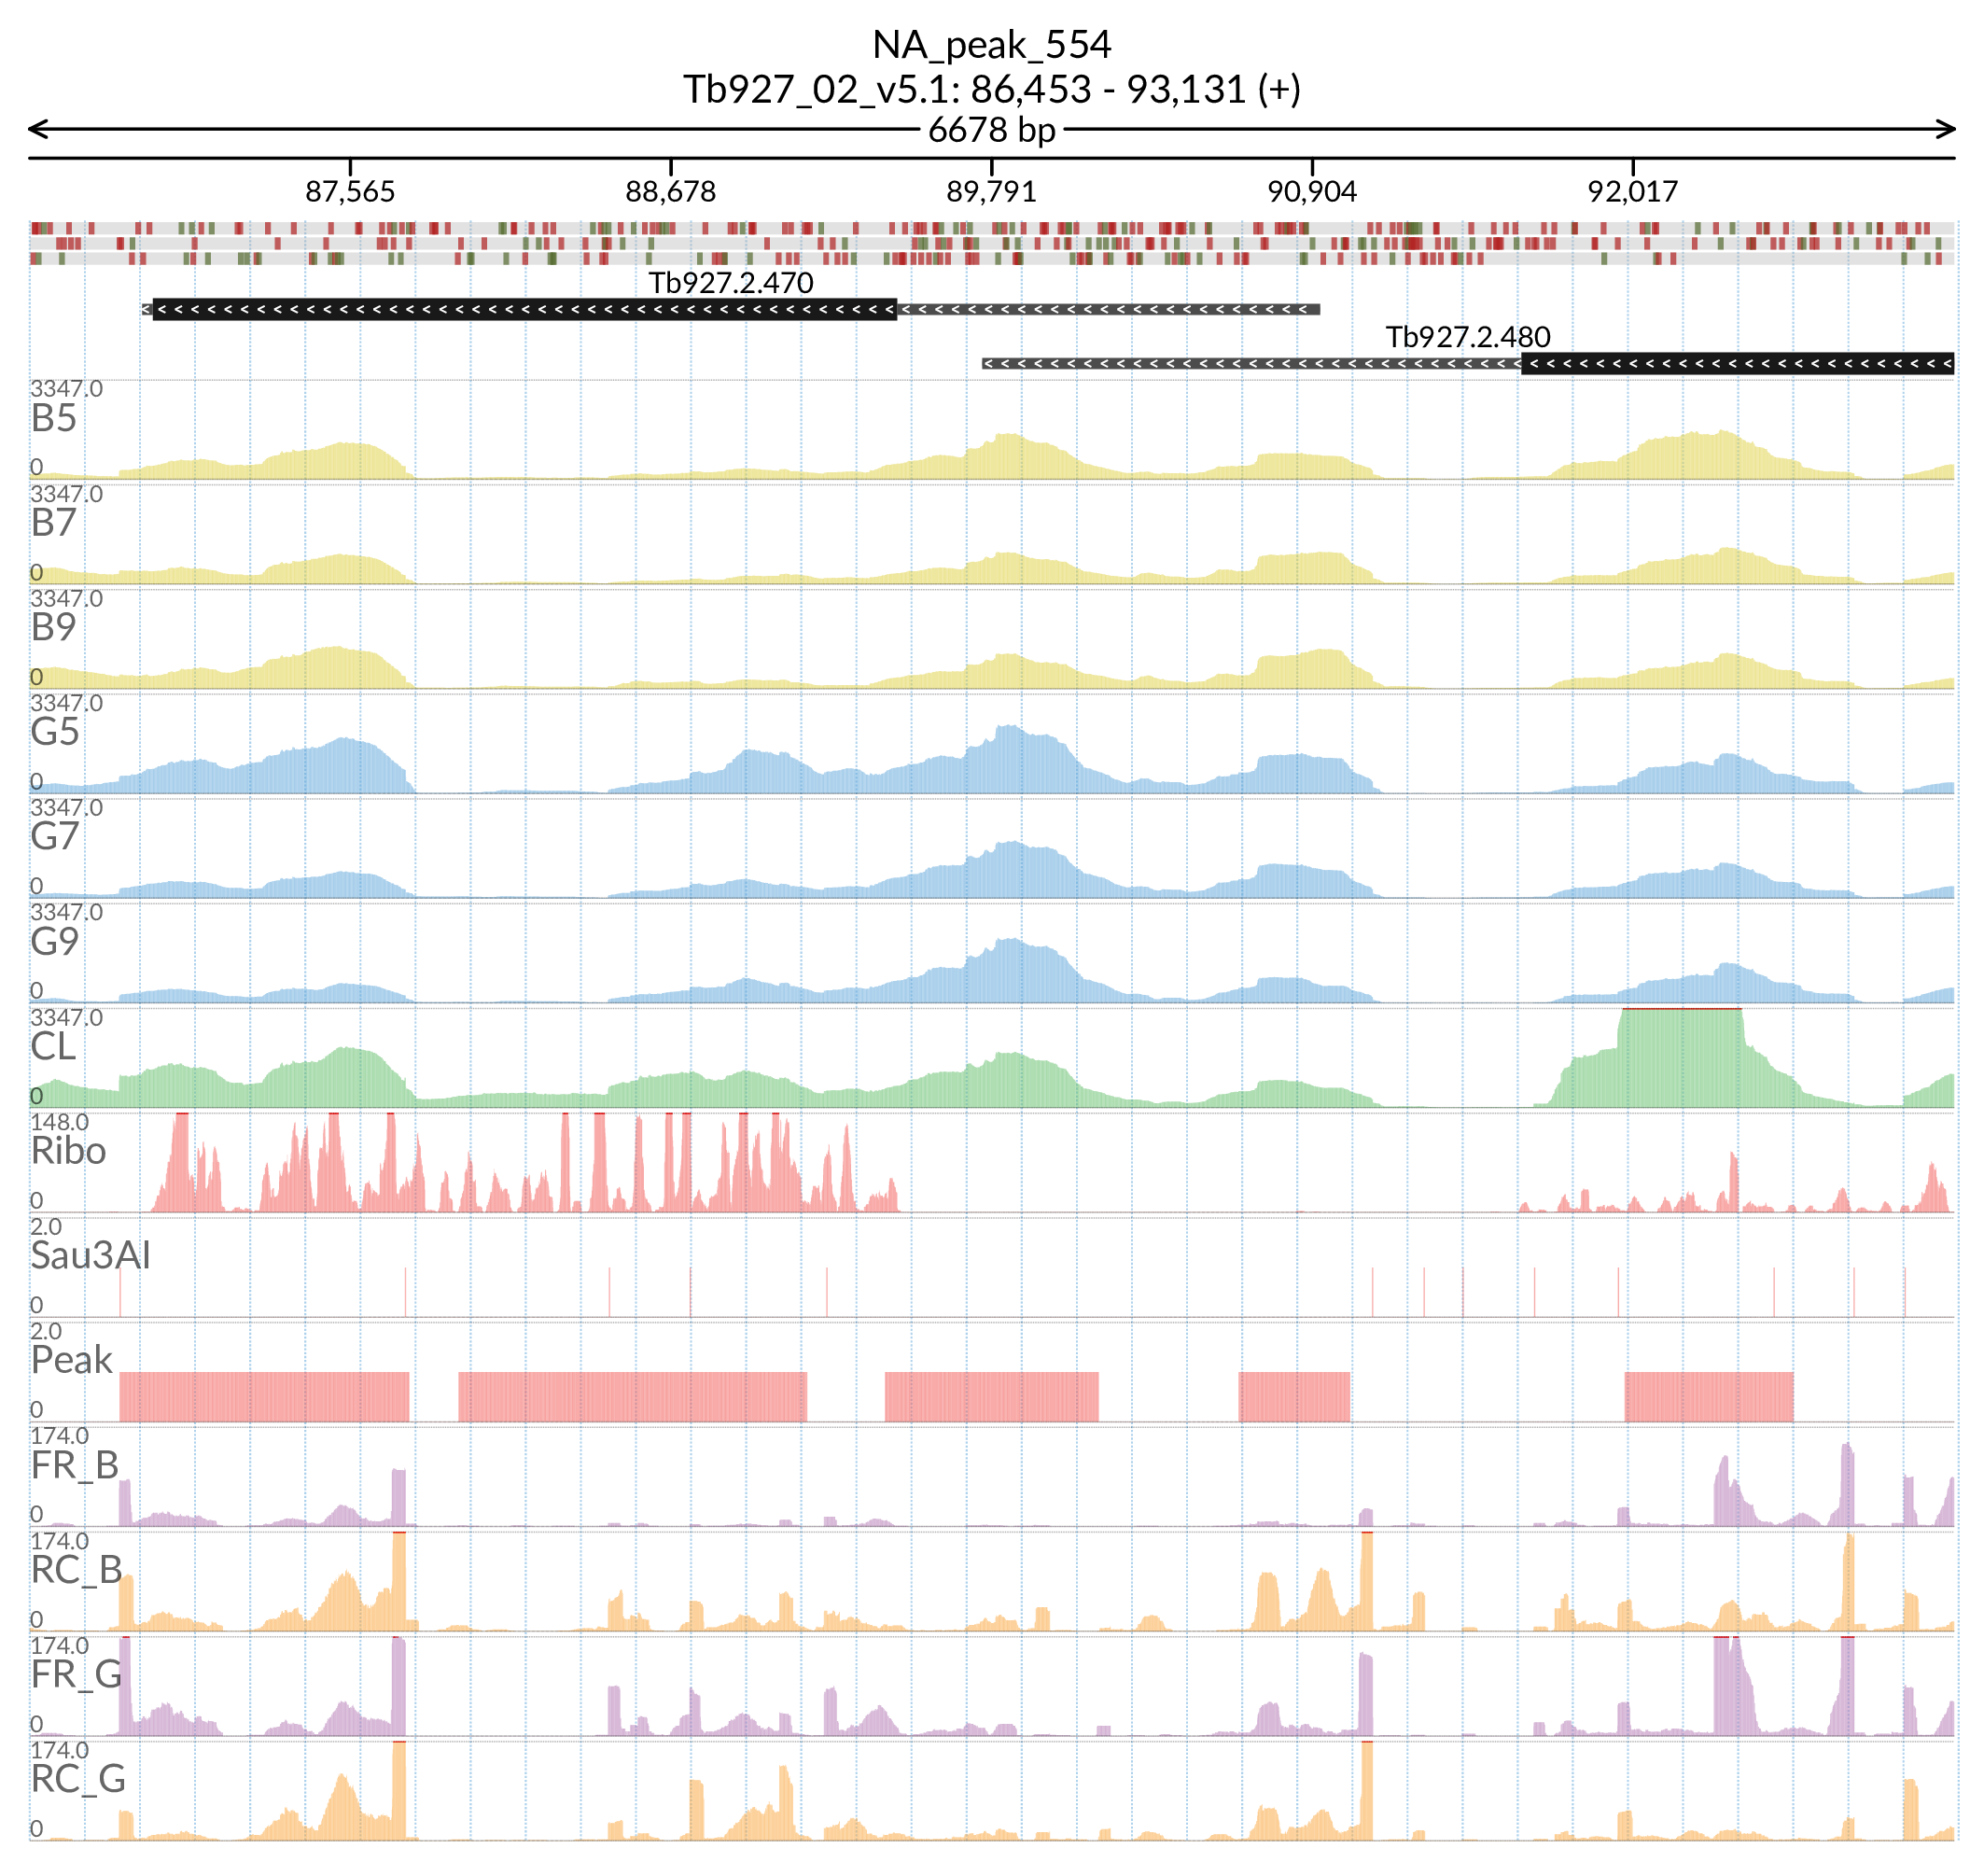 NA_peak_554
Tb927_02_v5.1: 86,453 - 93,131 (+)
6678 bp
87,565 88,678 89,791 90,904 92,017
Tb927.2.470
Tb927.2.480
3347.0
B5
0
3347.0
B7
0
3347.0
B9
0
3347.0
G5
0
3347.0
G7
0
3347.0
G9
0
3347.0
CL
0
148.0
Ribo
0
2.0
Sau3AI
0
2.0
Peak
0
174.0
FR_B
0
174.0
RC_B
0
174.0
FR_G
0
174.0
RC_G
0